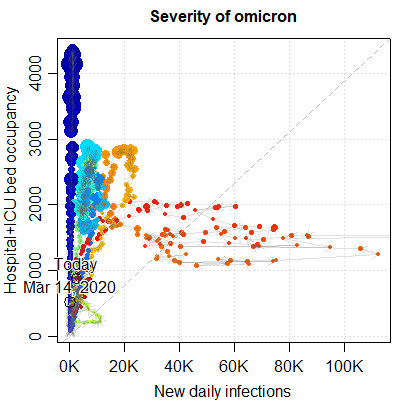 Severity of omicron
Hospital+ICU bed occupancy
4000
3000
2000
1000
0
Today
Mar 14, 2020
0K 20K 40K 60K 80K 100K
New daily infections